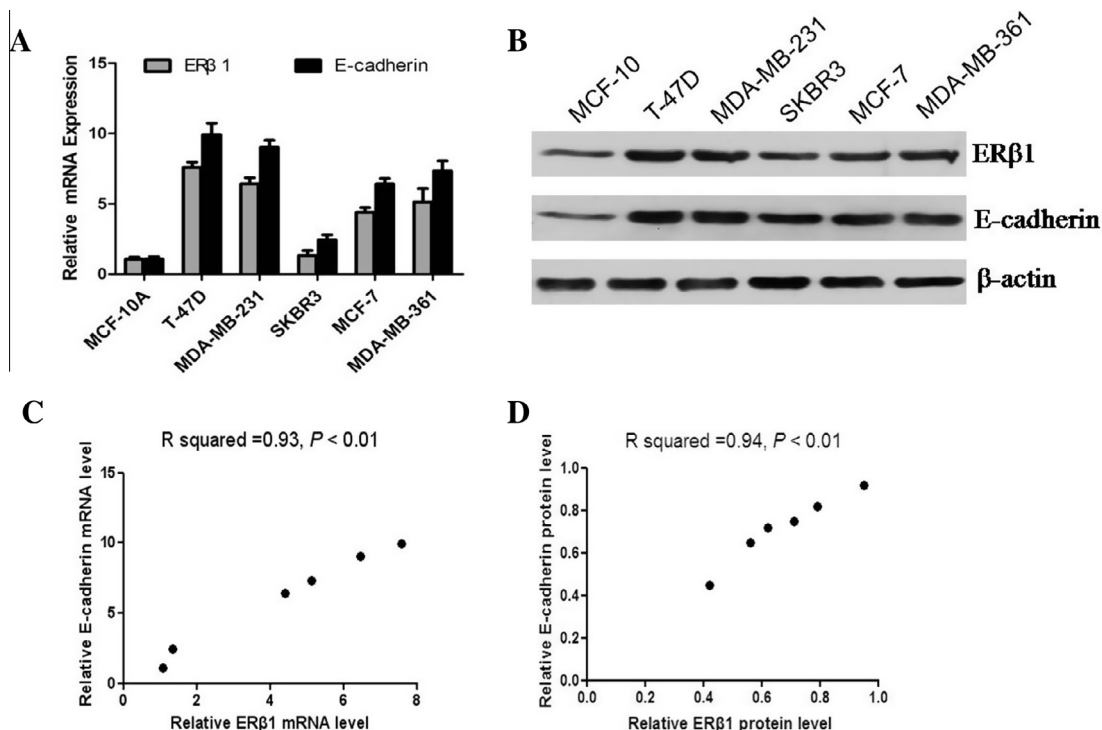 A
ERβ 1
E-cadherin
Relative mRNA Expression
15
10
5
0
MCF-10A
T-47D
MDA-MB-231
SKBR3
MCF-7
MDA-MB-361
B
MCF-10
T-47D
MDA-MB-231
SKBR3
MCF-7
MDA-MB-361
ERβ1
E-cadherin
β-actin
C
R squared =0.93, P < 0.01
Relative E-cadherin mRNA level
15
10
5
0
0 2 4 6 8
Relative ERβ1 mRNA level
D
R squared =0.94, P < 0.01
Relative E-cadherin protein level
1.0
0.8
0.6
0.4
0.2
0.0
0.0 0.2 0.4 0.6 0.8 1.0
Relative ERβ1 protein level